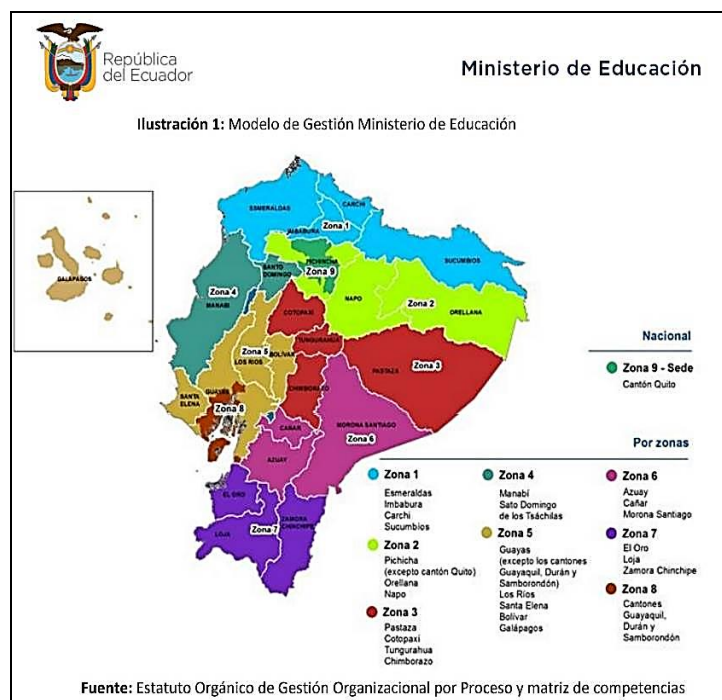 República
del Ecuador
Ministerio de Educación
Ilustración 1: Modelo de Gestión Ministerio de Educación
ESMERALDAS
CARCHI
Zona 1
IMBABURA
SUCUMBIOS
PICHINCHA
SANTO
DOMINGO
Zona 9
GALÁPAGOS
Zona 4
MANABI
NAPO
Zona 2
ORELLANA
COTOPAXI
TUNGURAHUA
Zona 5
BOLÍVAR
LOS RIOS
PASTAZA
Zona 3
SANTA
ELENA
GUAYAS
Zona 8
CHIMBORAZO
MORONA SANTIAGO
Zona 6
CAÑAR
AZUAY
EL ORO
Zona 7
LOJA
ZAMORA
CHINCHIPE
Nacional
Zona 9 - Sede
Cantón Quito
Por zonas
Zona 1
Esmeraldas
Imbabura
Carchi
Sucumbios
Zona 2
Pichicha
(excepto cantón Quito)
Orellana
Napo
Zona 3
Pastaza
Cotopaxi
Tungurahua
Chimborazo
Zona 4
Manabí
Sato Domingo
de los Tsáchilas
Zona 5
Guayas
(excepto los cantones
Guayaquil, Durán y
Samborondón)
Los Ríos
Santa Elena
Bolívar
Galápagos
Zona 6
Azuay
Cañar
Morona Santiago
Zona 7
El Oro
Loja
Zamora Chinchipe
Zona 8
Cantones
Guayaquil,
Durán y
Samborondón
Fuente: Estatuto Orgánico de Gestión Organizacional por Proceso y matriz de competencias